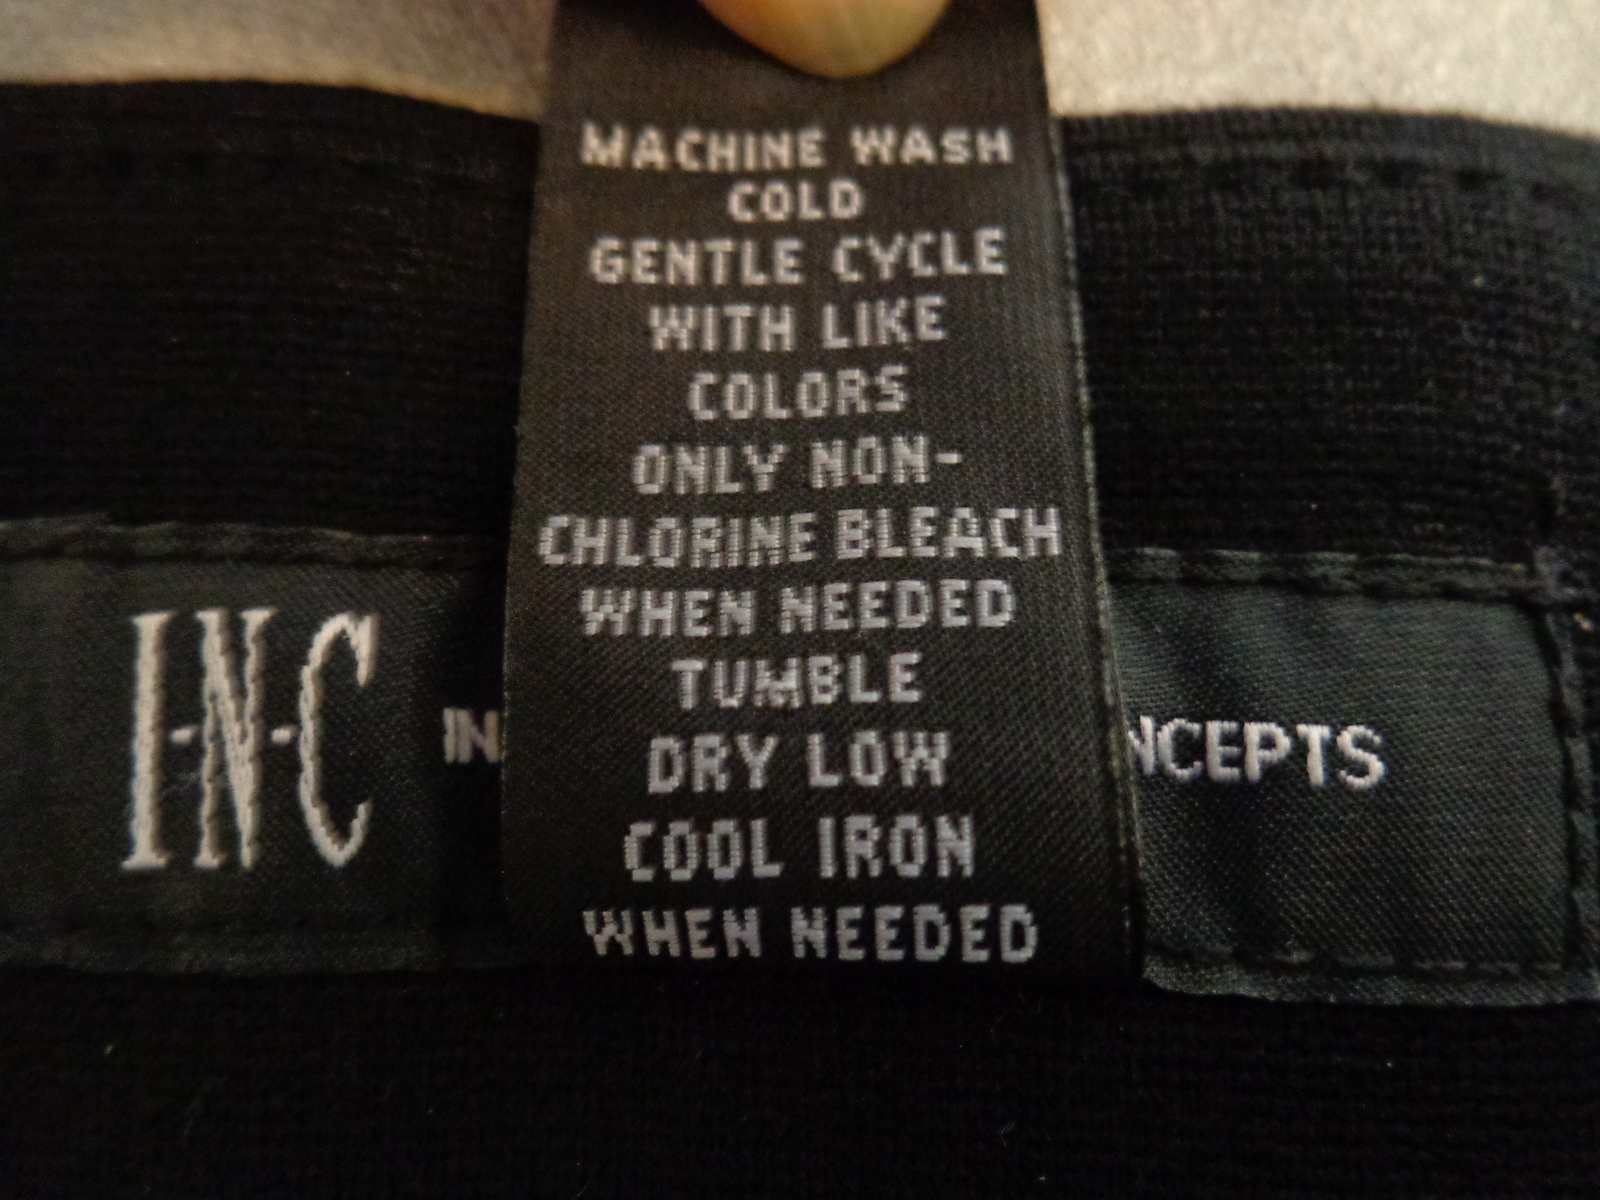 MACHINE WASH
COLD
GENTLE CYCLE
WITH LIKE
COLORS
ONLY NON-
CHLORINE BLEACH
WHEN NEEDED
TUMBLE
DRY LOW
COOL IRON
WHEN NEEDED
I·N·C IN NCEPTS